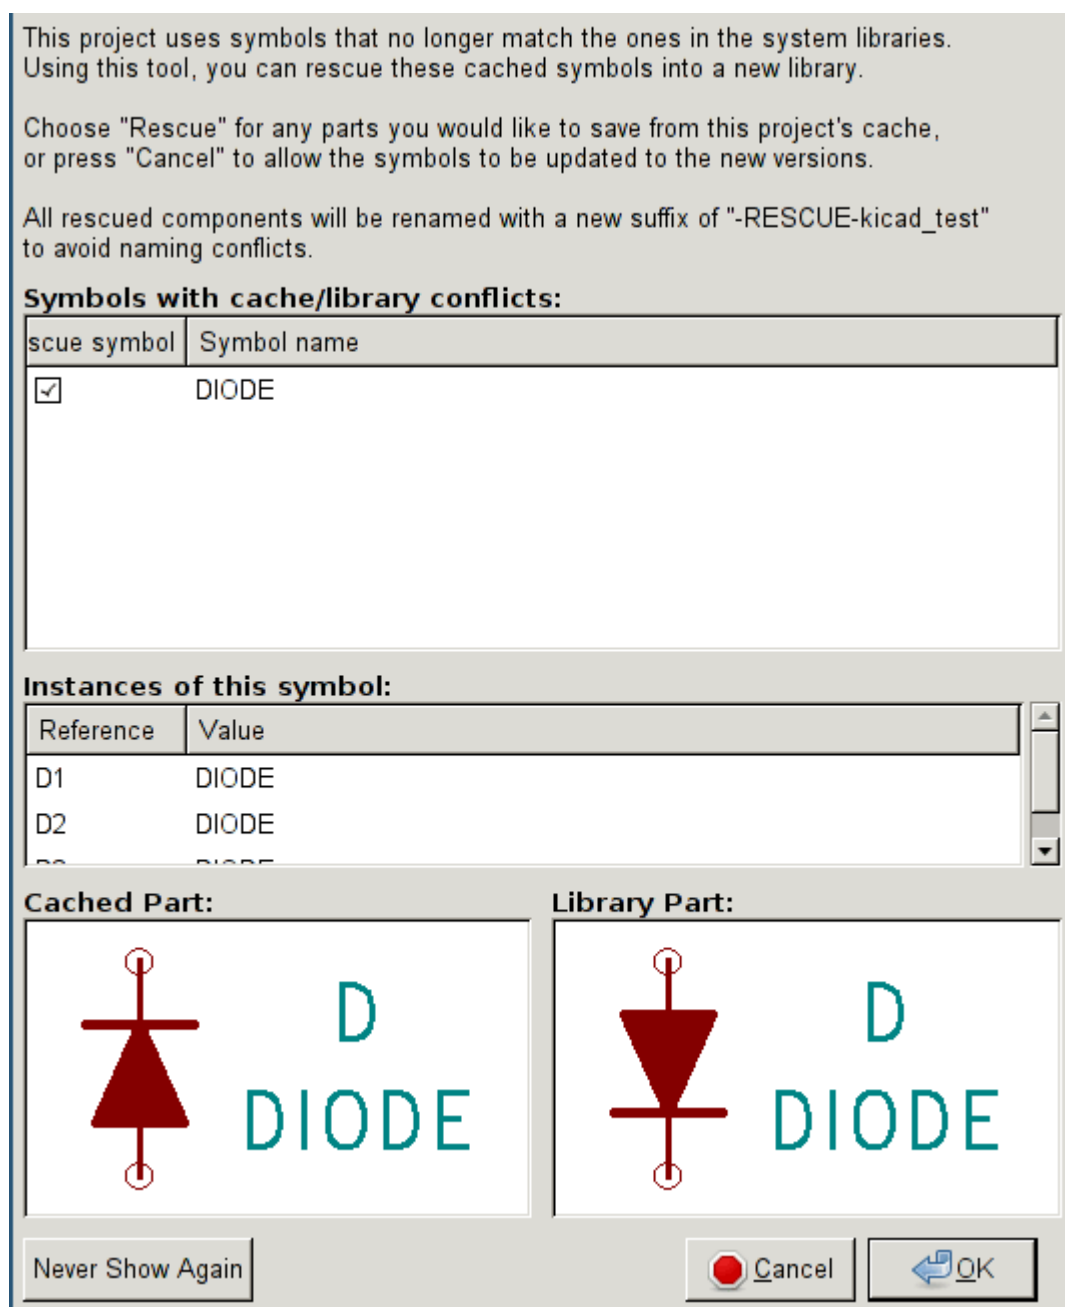 This project uses symbols that no longer match the ones in the system libraries.
Using this tool, you can rescue these cached symbols into a new library.
Choose "Rescue" for any parts you would like to save from this project's cache,
or press "Cancel" to allow the symbols to be updated to the new versions.
All rescued components will be renamed with a new suffix of "-RESCUE-kicad_test"
to avoid naming conflicts.
Symbols with cache/library conflicts:
scue symbol Symbol name
DIODE
Instances of this symbol:
Reference Value
D1 DIODE
D2 DIODE
Cached Part: Library Part:
D D
DIODE DIODE
Never Show Again Cancel OK